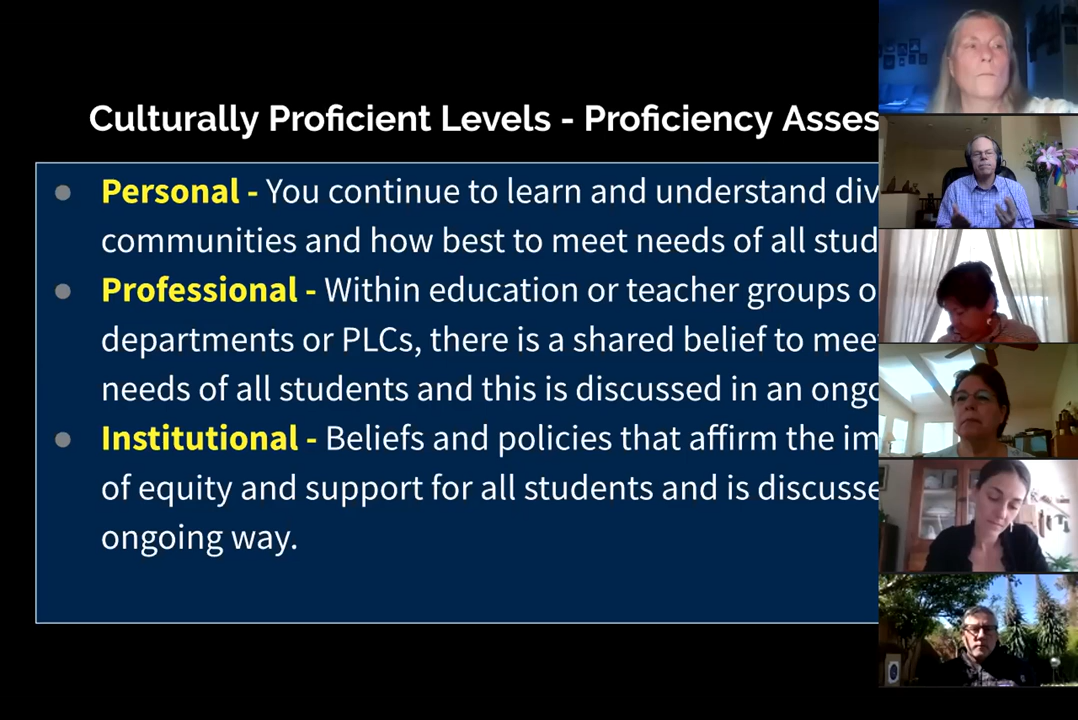 Culturally Proficient Levels - Proficiency Asses
Personal - You continue to learn and understand div
communities and how best to meet needs of all stud
Professional - Within education or teacher groups o
departments or PLCs, there is a shared belief to mee
needs of all students and this is discussed in an ongo
Institutional - Beliefs and policies that affirm the im
of equity and support for all students and is discusse
ongoing way.